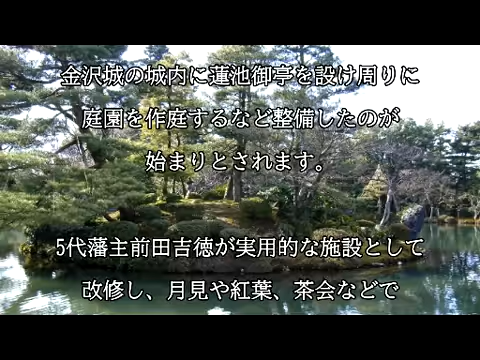 金沢城の城内に蓮池御亭を設け周りに
庭園を作庭するなど整備したのが
始まりとされます。
5代藩主前田吉徳が実用的な施設として
改修し、月見や紅葉、茶会などで